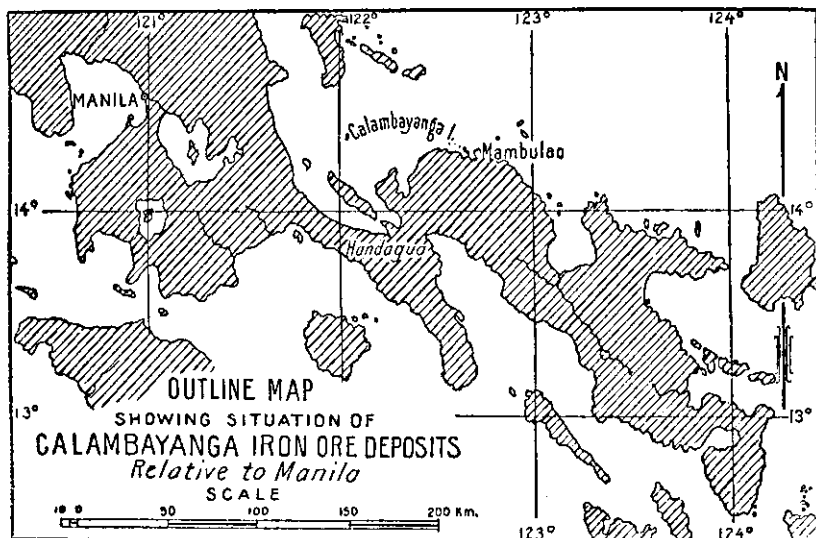 121° 122° 123° 124°
N
MANILA
Calambayanga I.
Mambulao
14° 14°
Hondagua
OUTLINE MAP
SHOWING SITUATION OF
13° 13°
CALAMBAYANGA IRON ORE DEPOSITS
Relative to Manila
SCALE
10 0 50 100 150 200 Km.
123° 124°